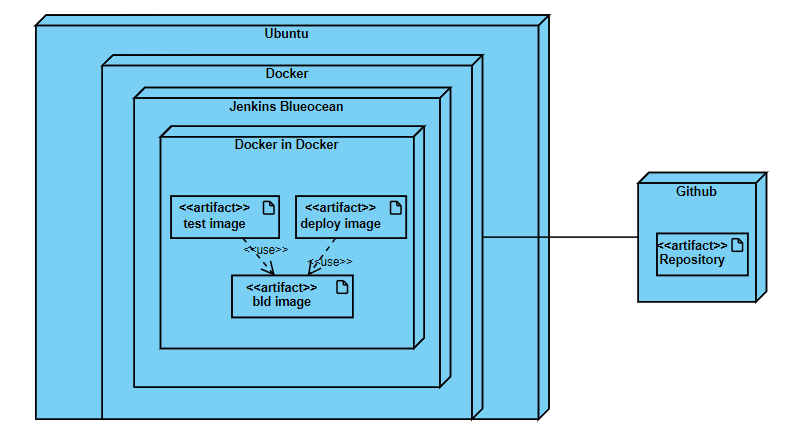 Ubuntu
Docker
Jenkins Blueocean
Docker in Docker
<<artifact>>
test image
<<artifact>>
deploy image
<<use>>
<<use>>
<<artifact>>
bld image
Github
<<artifact>>
Repository